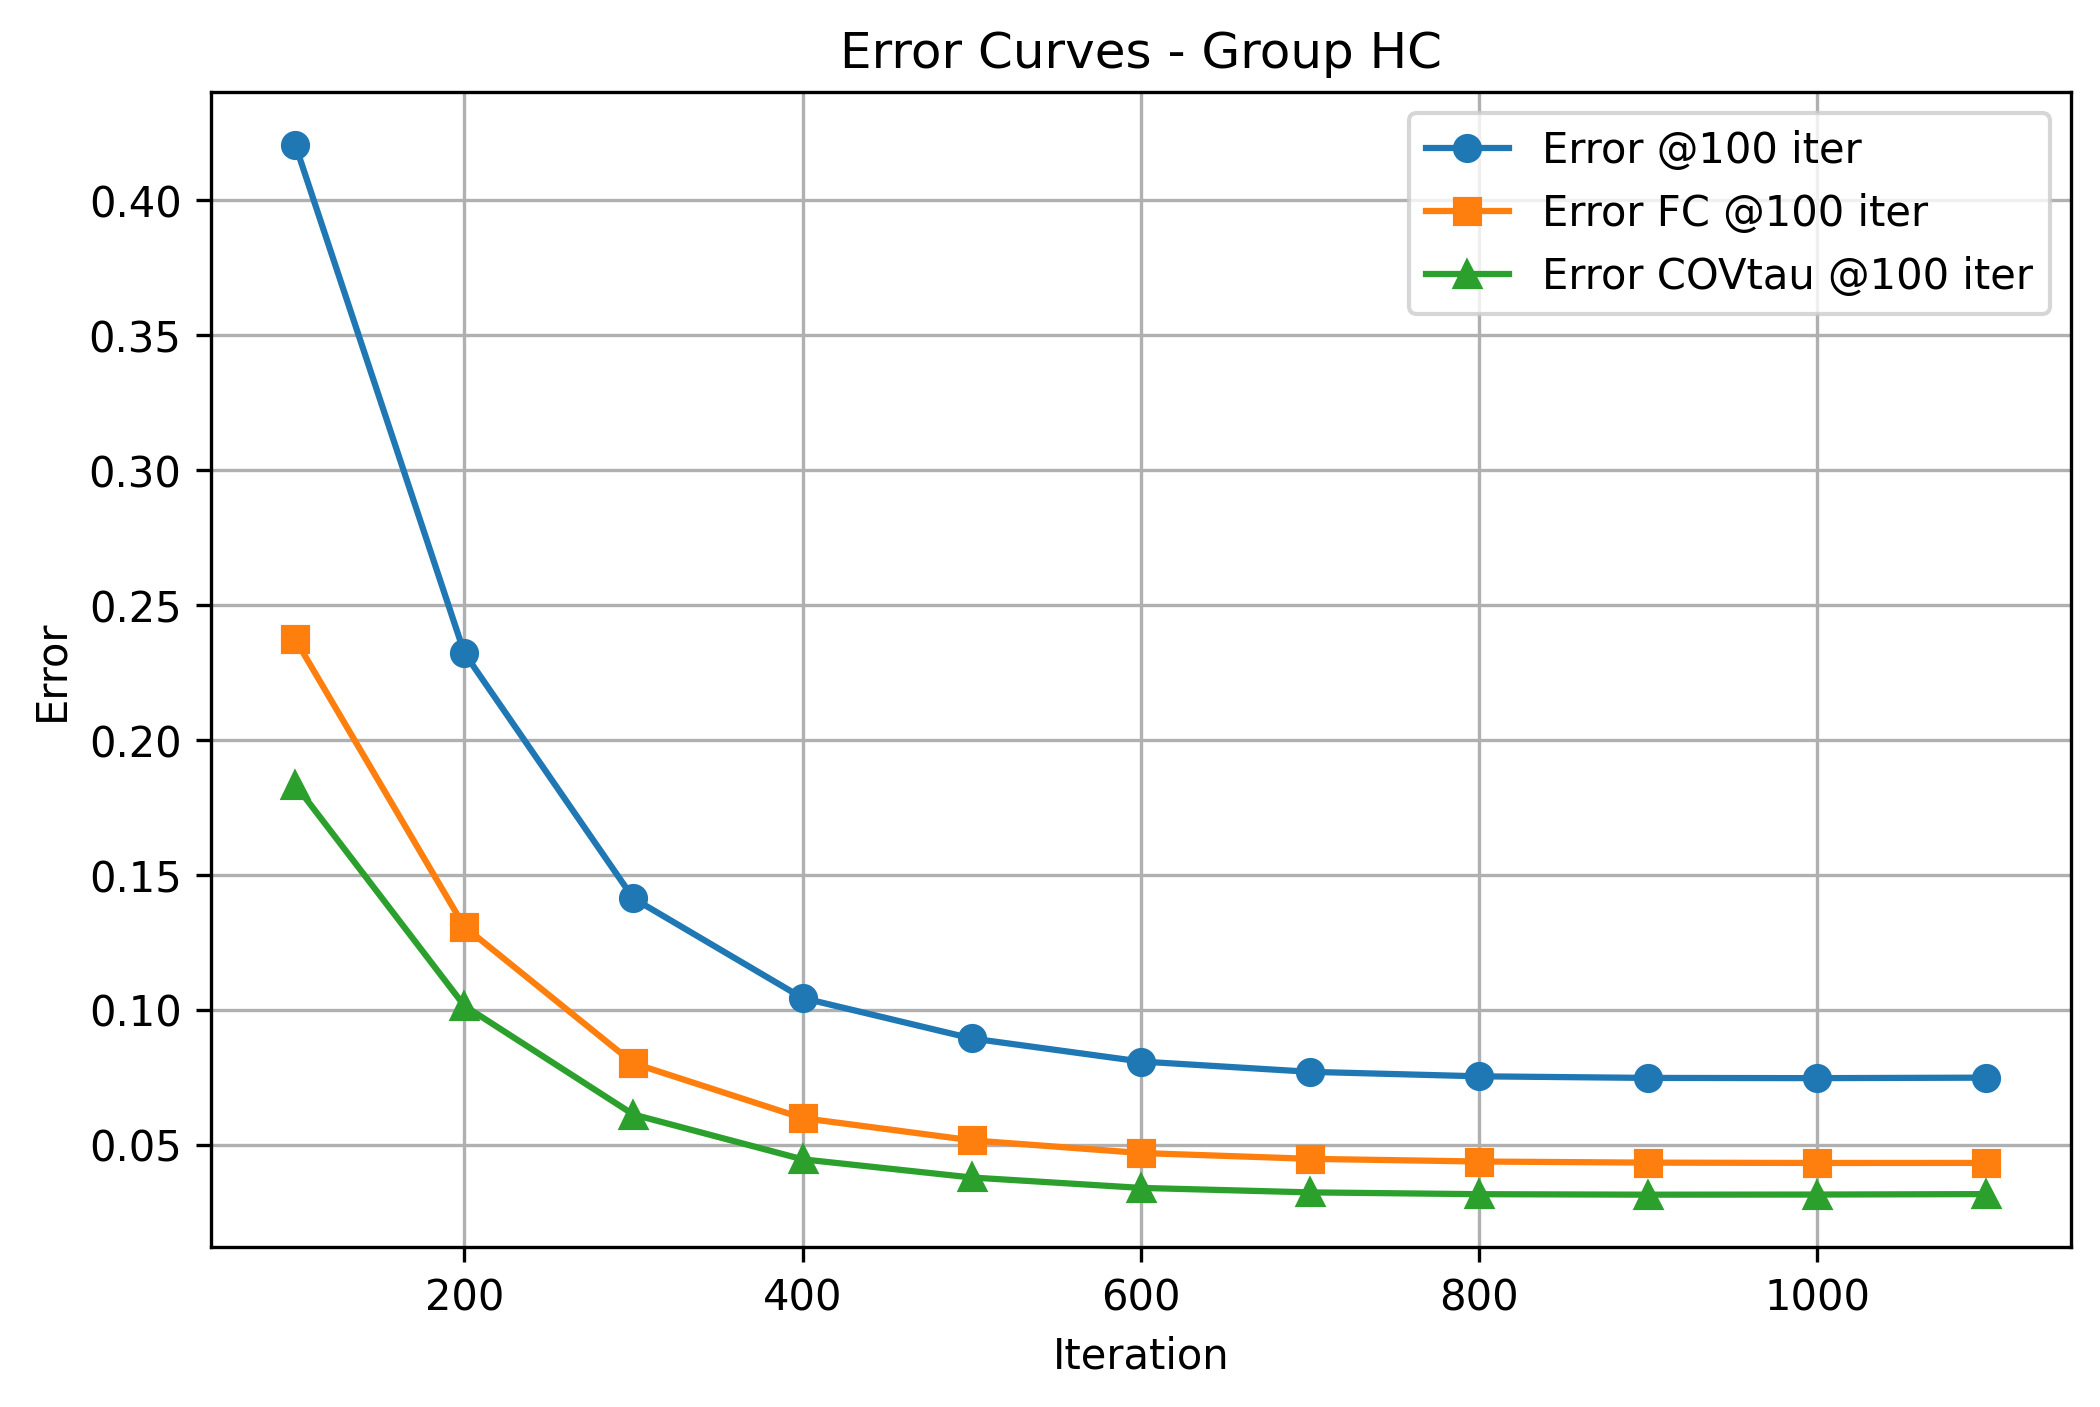 Error Curves - Group HC
Error @100 iter
Error FC @100 iter
Error COVtau @100 iter
Error
0.40
0.35
0.30
0.25
0.20
0.15
0.10
0.05
200 400 600 800 1000
Iteration